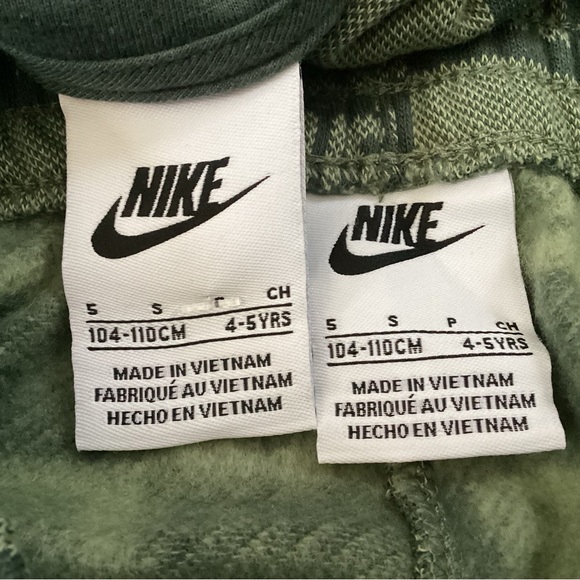 NIKE
5 S CH
104-110CM 4-5YRS
MADE IN VIETNAM
FABRIQUÉ AU VIETNAM
HECHO EN VIETNAM
NIKE
5 S P CH
104-110CM 4-5YRS
MADE IN VIETNAM
FABRIQUÉ AU VIETNAM
HECHO EN VIETNAM